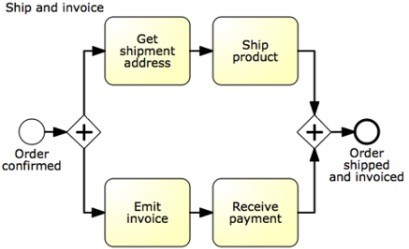 Ship and invoice
Get
shipment
address
Ship
product
Order
confirmed
Order
shipped
and invoiced
Emit
invoice
Receive
payment